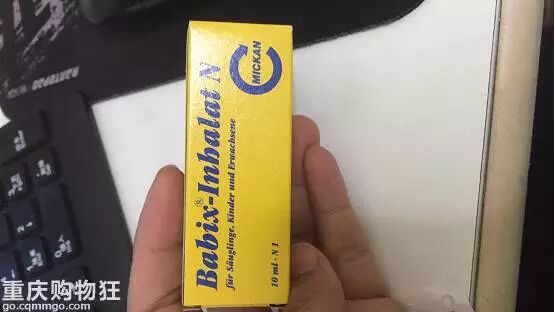 Babix®-Inhalat N
für Säuglinge, Kinder und Erwachsene
10 ml · N 1
MICKAN
重庆购物狂
go.cqmmgo.com